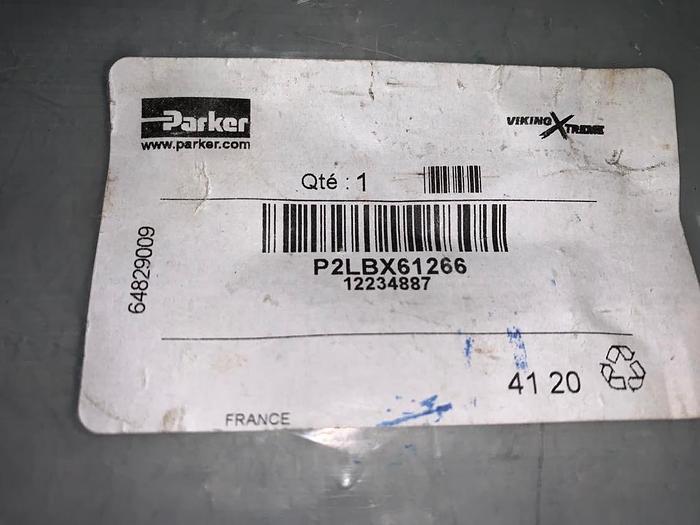 Parker
www.parker.com
VIKING XTREME
Qté : 1
P2LBX61266
12234887
64829009
41 20
FRANCE